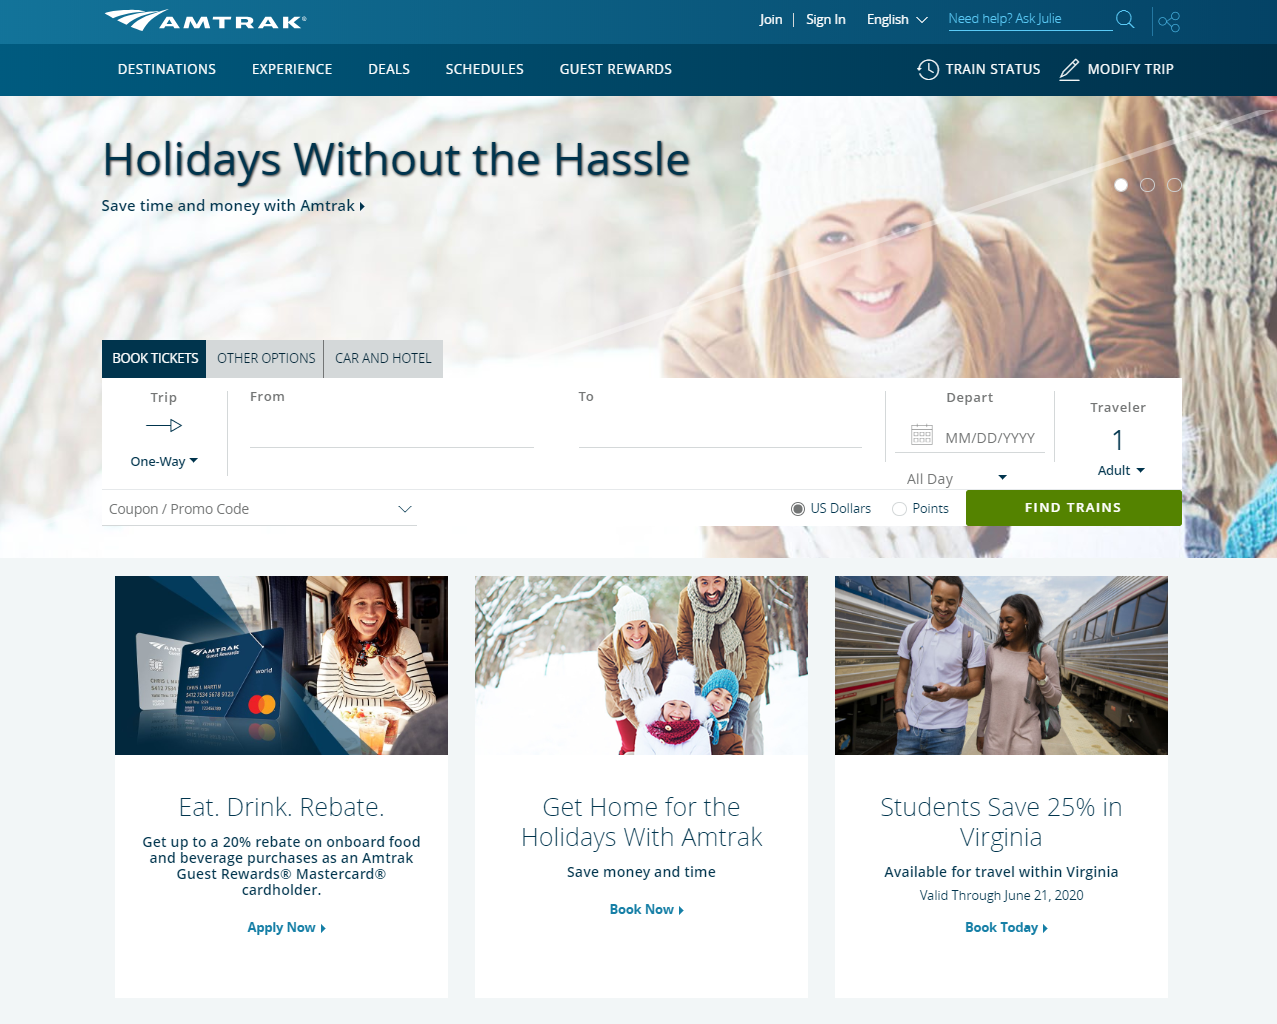 AMTRAK®
Join
Sign In
English
Need help? Ask Julie
DESTINATIONS
EXPERIENCE
DEALS
SCHEDULES
GUEST REWARDS
TRAIN STATUS
MODIFY TRIP
Holidays Without the Hassle
Save time and money with Amtrak
BOOK TICKETS
OTHER OPTIONS
CAR AND HOTEL
Trip
One-Way
From
To
Depart
MM/DD/YYYY
All Day
Traveler
1
Adult
Coupon / Promo Code
US Dollars
Points
FIND TRAINS
AMTRAK
Guest Rewards
world
CHRIS L MARTIN
5412 7534 5678 9123
Eat. Drink. Rebate.
Get up to a 20% rebate on onboard food
and beverage purchases as an Amtrak
Guest Rewards® Mastercard®
cardholder.
Apply Now
Get Home for the
Holidays With Amtrak
Save money and time
Book Now
Students Save 25% in
Virginia
Available for travel within Virginia
Valid Through June 21, 2020
Book Today